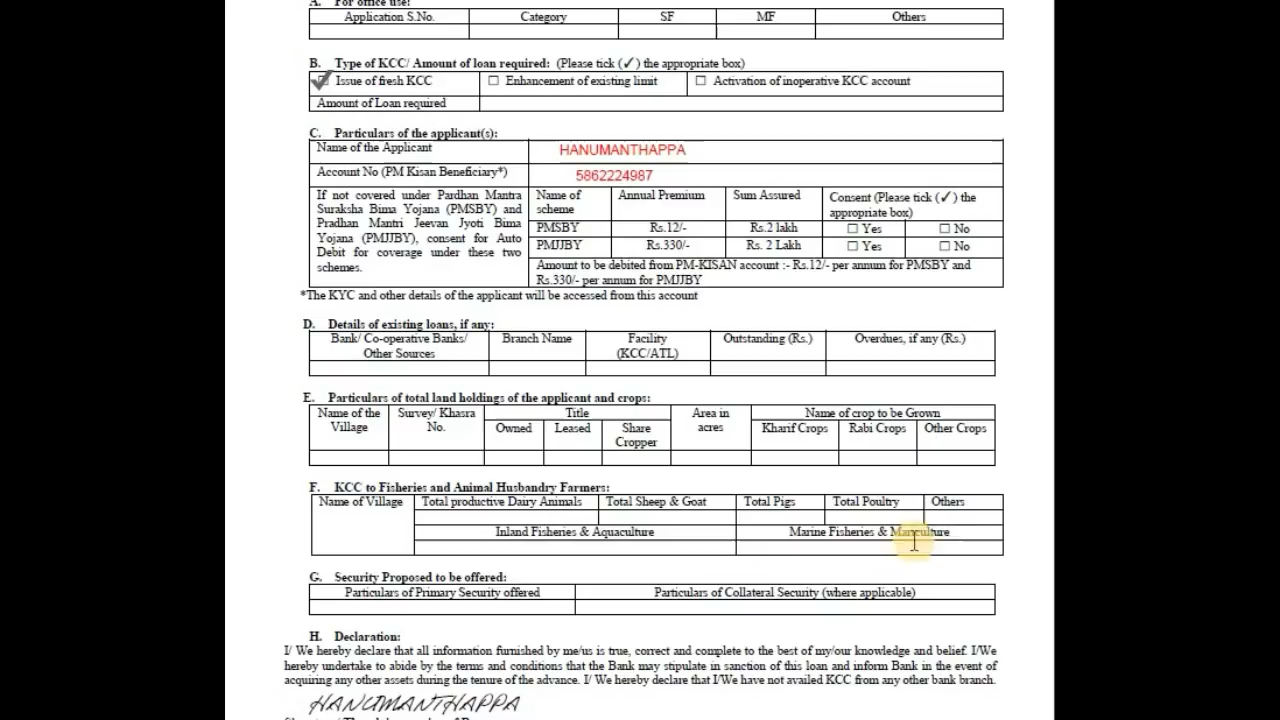 A. For office use:
Application S.No. Category SF MF Others
B. Type of KCC/ Amount of loan required: (Please tick (✓) the appropriate box)
☑ Issue of fresh KCC ☐ Enhancement of existing limit ☐ Activation of inoperative KCC account
Amount of Loan required
C. Particulars of the applicant(s):
Name of the Applicant HANUMANTHAPPA
Account No (PM Kisan Beneficiary*) 5862224987
If not covered under Pardhan Mantra
Suraksha Bima Yojana (PMSBY) and
Pradhan Mantri Jeevan Jyoti Bima
Yojana (PMJJBY), consent for Auto
Debit for coverage under these two
schemes.
Name of scheme Annual Premium Sum Assured Consent (Please tick (✓) the appropriate box)
PMSBY Rs.12/- Rs.2 lakh ☐ Yes ☐ No
PMJJBY Rs.330/- Rs. 2 Lakh ☐ Yes ☐ No
Amount to be debited from PM-KISAN account :- Rs.12/- per annum for PMSBY and
Rs.330/- per annum for PMJJBY
*The KYC and other details of the applicant will be accessed from this account
D. Details of existing loans, if any:
Bank/ Co-operative Banks/ Other Sources Branch Name Facility (KCC/ATL) Outstanding (Rs.) Overdues, if any (Rs.)
E. Particulars of total land holdings of the applicant and crops:
Name of the Village Survey/ Khasra No. Title Area in acres Name of crop to be Grown
Owned Leased Share Cropper Kharif Crops Rabi Crops Other Crops
F. KCC to Fisheries and Animal Husbandry Farmers:
Name of Village Total productive Dairy Animals Total Sheep & Goat Total Pigs Total Poultry Others
Inland Fisheries & Aquaculture Marine Fisheries & Mariculture
G. Security Proposed to be offered:
Particulars of Primary Security offered Particulars of Collateral Security (where applicable)
H. Declaration:
I/ We hereby declare that all information furnished by me/us is true, correct and complete to the best of my/our knowledge and belief. I/We
hereby undertake to abide by the terms and conditions that the Bank may stipulate in sanction of this loan and inform Bank in the event of
acquiring any other assets during the tenure of the advance. I/ We hereby declare that I/We have not availed KCC from any other bank branch.
HANUMANTHAPPA